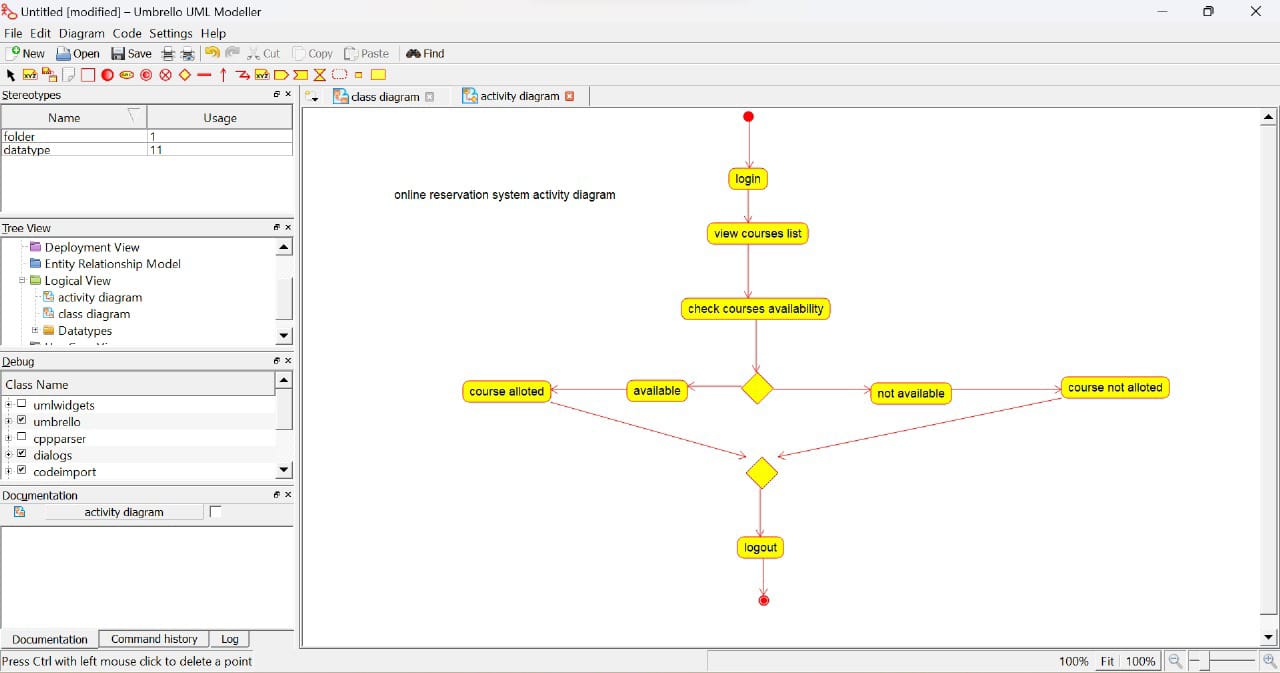 Untitled [modified] – Umbrello UML Modeller
File Edit Diagram Code Settings Help
New Open Save Cut Copy Paste Find
Stereotypes
class diagram activity diagram
Name Usage
folder 1
datatype 11
Tree View
Deployment View
Entity Relationship Model
Logical View
activity diagram
class diagram
Datatypes
Debug
Class Name
umlwidgets
umbrello
cppparser
dialogs
codeimport
Documentation
activity diagram
Documentation Command history Log
Press Ctrl with left mouse click to delete a point
login
online reservation system activity diagram
view courses list
check courses availability
course alloted available not available course not alloted
logout
100% Fit 100%